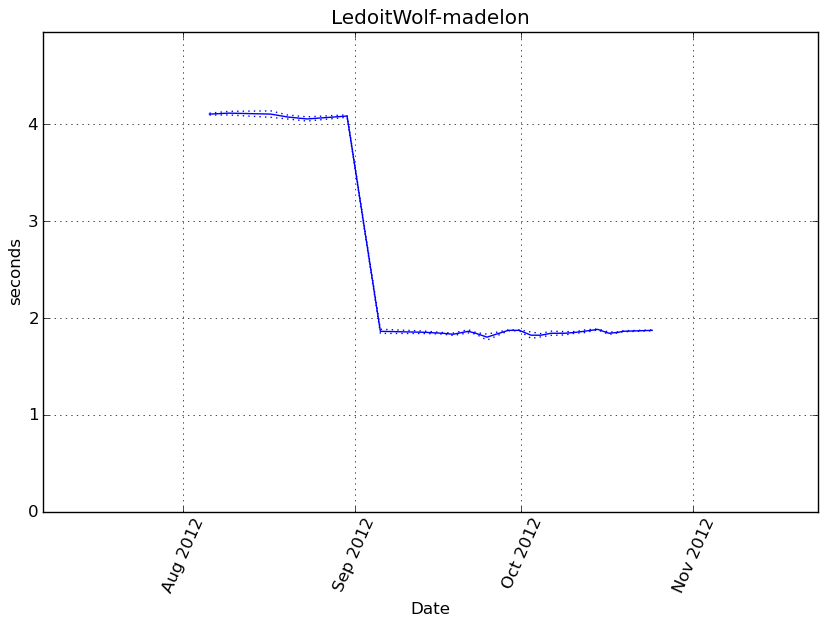 LedoitWolf-madelon
4
3
2
1
0
seconds
Aug 2012
Sep 2012
Oct 2012
Nov 2012
Date